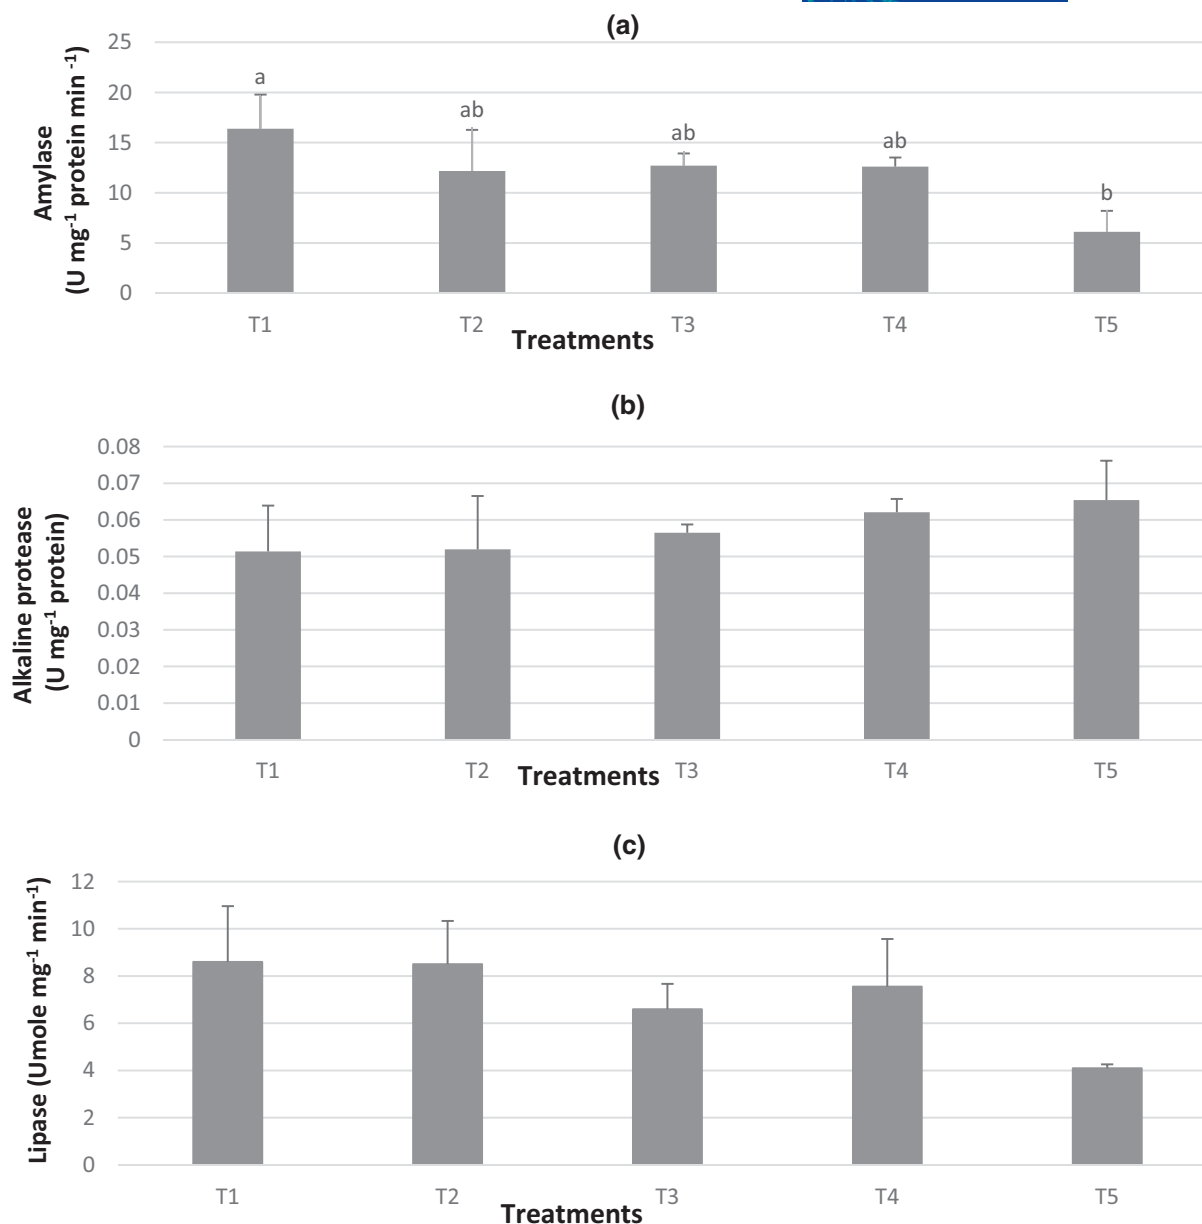 (a)
Amylase
(U mg⁻¹ protein min ⁻¹)
25
20
15
10
5
0
a
ab
ab
ab
b
T1 T2 T3 T4 T5
Treatments
(b)
Alkaline protease
(U mg⁻¹ protein)
0.08
0.07
0.06
0.05
0.04
0.03
0.02
0.01
0
T1 T2 T3 T4 T5
Treatments
(c)
Lipase (Umole mg⁻¹ min⁻¹)
12
10
8
6
4
2
0
T1 T2 T3 T4 T5
Treatments